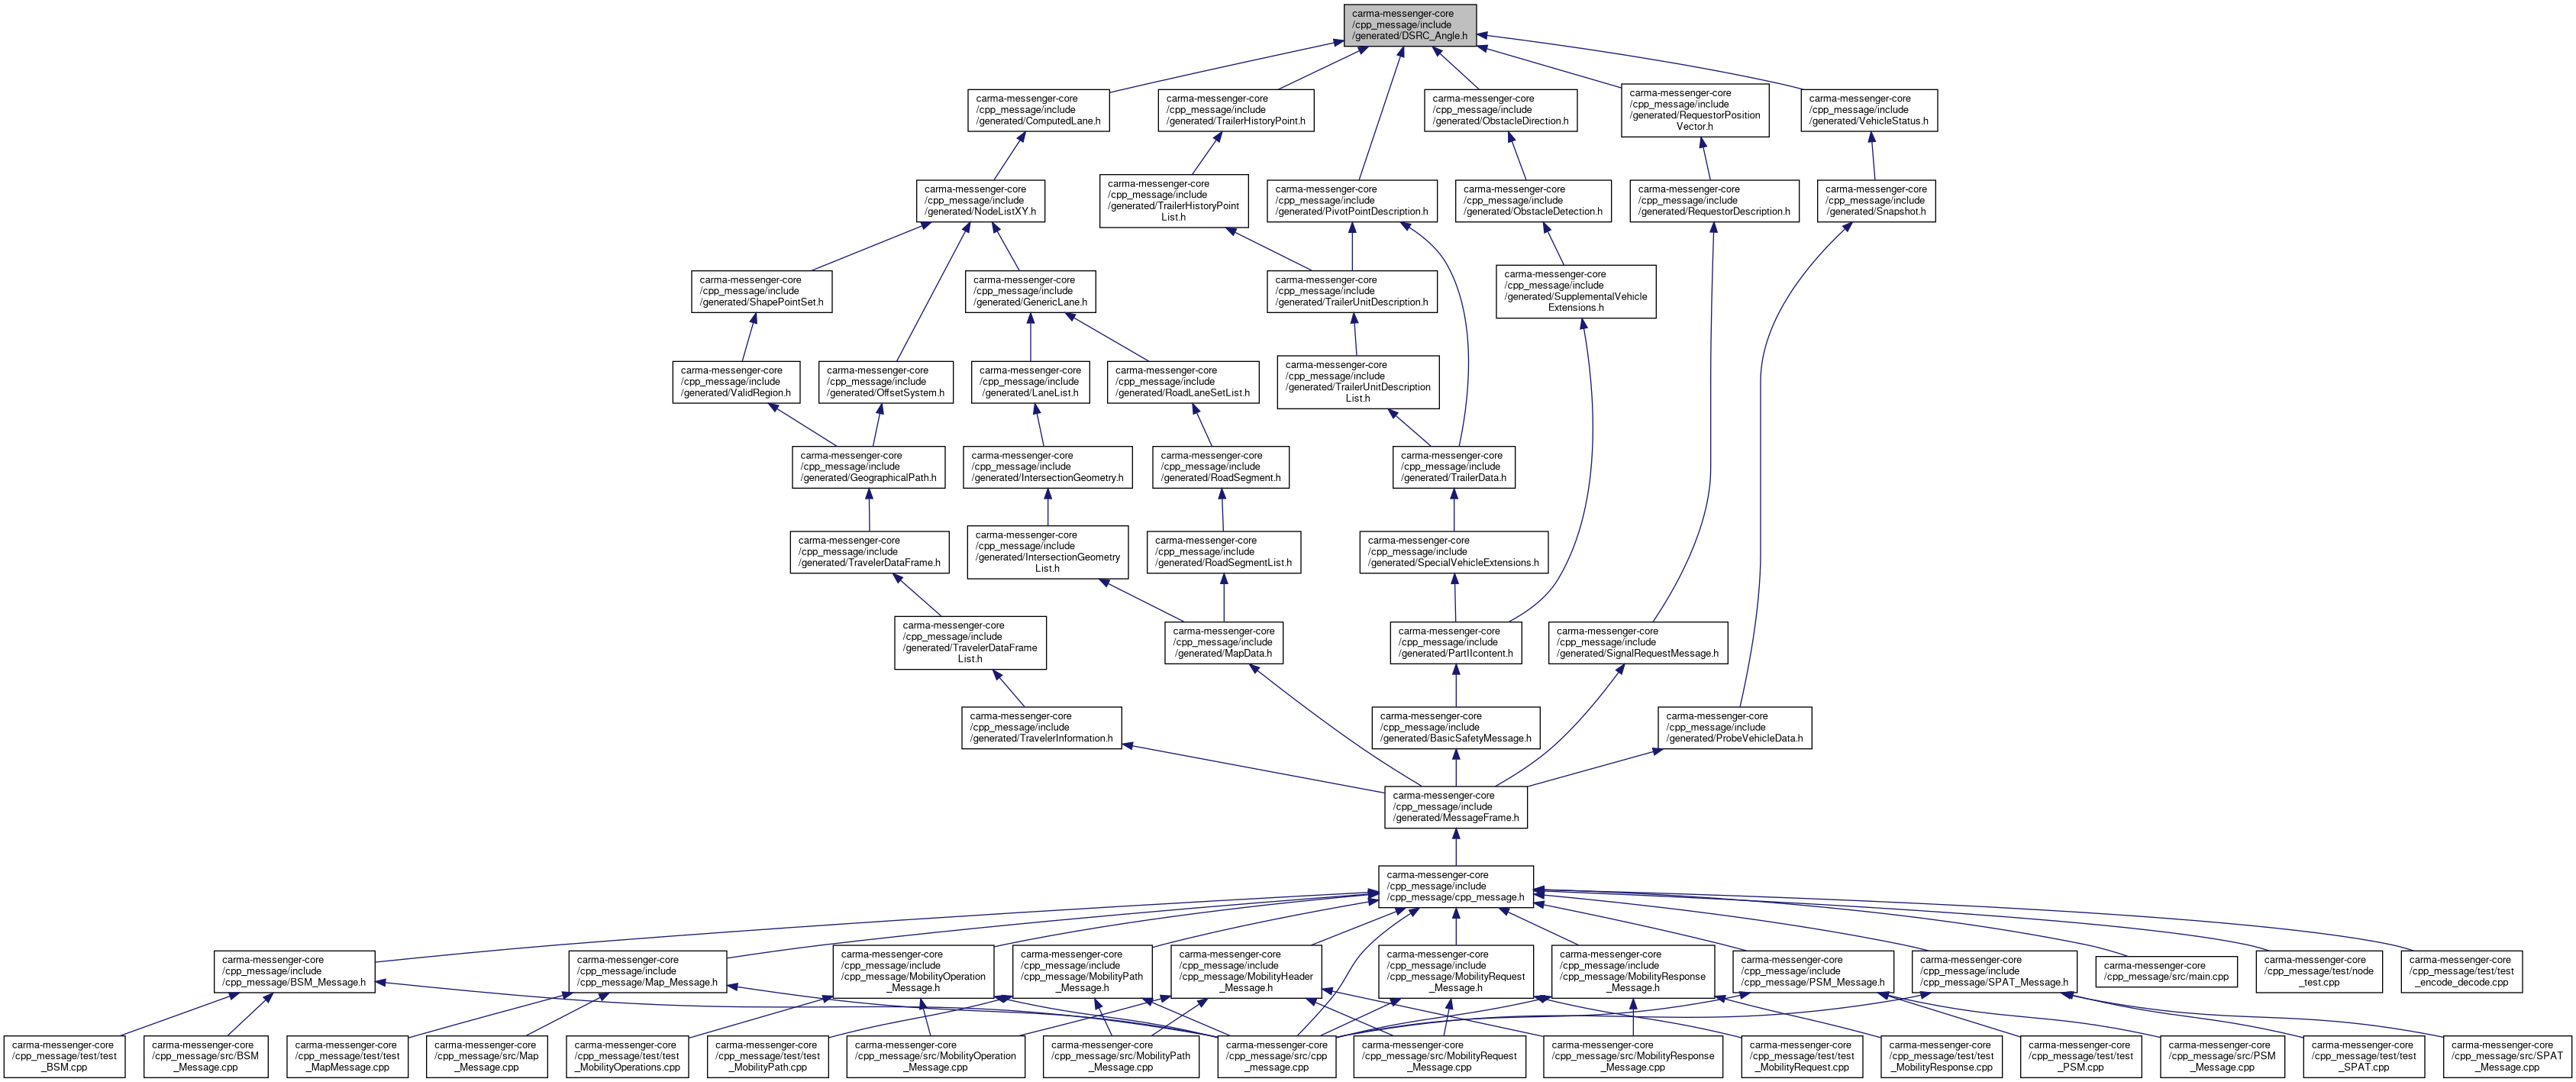 carma-messenger-core
/cpp_message/include
/generated/DSRC_Angle.h
carma-messenger-core
/cpp_message/include
/generated/ComputedLane.h
carma-messenger-core
/cpp_message/include
/generated/TrailerHistoryPoint.h
carma-messenger-core
/cpp_message/include
/generated/ObstacleDirection.h
carma-messenger-core
/cpp_message/include
/generated/RequestorPosition
Vector.h
carma-messenger-core
/cpp_message/include
/generated/VehicleStatus.h
carma-messenger-core
/cpp_message/include
/generated/NodeListXY.h
carma-messenger-core
/cpp_message/include
/generated/TrailerHistoryPoint
List.h
carma-messenger-core
/cpp_message/include
/generated/PivotPointDescription.h
carma-messenger-core
/cpp_message/include
/generated/ObstacleDetection.h
carma-messenger-core
/cpp_message/include
/generated/RequestorDescription.h
carma-messenger-core
/cpp_message/include
/generated/Snapshot.h
carma-messenger-core
/cpp_message/include
/generated/ShapePointSet.h
carma-messenger-core
/cpp_message/include
/generated/GenericLane.h
carma-messenger-core
/cpp_message/include
/generated/TrailerUnitDescription.h
carma-messenger-core
/cpp_message/include
/generated/SupplementalVehicle
Extensions.h
carma-messenger-core
/cpp_message/include
/generated/ValidRegion.h
carma-messenger-core
/cpp_message/include
/generated/OffsetSystem.h
carma-messenger-core
/cpp_message/include
/generated/LaneList.h
carma-messenger-core
/cpp_message/include
/generated/RoadLaneSetList.h
carma-messenger-core
/cpp_message/include
/generated/TrailerUnitDescription
List.h
carma-messenger-core
/cpp_message/include
/generated/GeographicalPath.h
carma-messenger-core
/cpp_message/include
/generated/IntersectionGeometry.h
carma-messenger-core
/cpp_message/include
/generated/RoadSegment.h
carma-messenger-core
/cpp_message/include
/generated/TrailerData.h
carma-messenger-core
/cpp_message/include
/generated/TravelerDataFrame.h
carma-messenger-core
/cpp_message/include
/generated/IntersectionGeometry
List.h
carma-messenger-core
/cpp_message/include
/generated/RoadSegmentList.h
carma-messenger-core
/cpp_message/include
/generated/SpecialVehicleExtensions.h
carma-messenger-core
/cpp_message/include
/generated/TravelerDataFrame
List.h
carma-messenger-core
/cpp_message/include
/generated/MapData.h
carma-messenger-core
/cpp_message/include
/generated/PartIIcontent.h
carma-messenger-core
/cpp_message/include
/generated/SignalRequestMessage.h
carma-messenger-core
/cpp_message/include
/generated/TravelerInformation.h
carma-messenger-core
/cpp_message/include
/generated/BasicSafetyMessage.h
carma-messenger-core
/cpp_message/include
/generated/ProbeVehicleData.h
carma-messenger-core
/cpp_message/include
/generated/MessageFrame.h
carma-messenger-core
/cpp_message/include
/cpp_message/cpp_message.h
carma-messenger-core
/cpp_message/include
/cpp_message/BSM_Message.h
carma-messenger-core
/cpp_message/include
/cpp_message/Map_Message.h
carma-messenger-core
/cpp_message/include
/cpp_message/MobilityOperation
_Message.h
carma-messenger-core
/cpp_message/include
/cpp_message/MobilityPath
_Message.h
carma-messenger-core
/cpp_message/include
/cpp_message/MobilityHeader
_Message.h
carma-messenger-core
/cpp_message/include
/cpp_message/MobilityRequest
_Message.h
carma-messenger-core
/cpp_message/include
/cpp_message/MobilityResponse
_Message.h
carma-messenger-core
/cpp_message/include
/cpp_message/PSM_Message.h
carma-messenger-core
/cpp_message/include
/cpp_message/SPAT_Message.h
carma-messenger-core
/cpp_message/src/main.cpp
carma-messenger-core
/cpp_message/test/node
_test.cpp
carma-messenger-core
/cpp_message/test/test
_encode_decode.cpp
carma-messenger-core
/cpp_message/test/test
_BSM.cpp
carma-messenger-core
/cpp_message/src/BSM
_Message.cpp
carma-messenger-core
/cpp_message/test/test
_MapMessage.cpp
carma-messenger-core
/cpp_message/src/Map
_Message.cpp
carma-messenger-core
/cpp_message/test/test
_MobilityOperations.cpp
carma-messenger-core
/cpp_message/test/test
_MobilityPath.cpp
carma-messenger-core
/cpp_message/src/MobilityOperation
_Message.cpp
carma-messenger-core
/cpp_message/src/MobilityPath
_Message.cpp
carma-messenger-core
/cpp_message/src/cpp
_message.cpp
carma-messenger-core
/cpp_message/src/MobilityRequest
_Message.cpp
carma-messenger-core
/cpp_message/src/MobilityResponse
_Message.cpp
carma-messenger-core
/cpp_message/test/test
_MobilityRequest.cpp
carma-messenger-core
/cpp_message/test/test
_MobilityResponse.cpp
carma-messenger-core
/cpp_message/test/test
_PSM.cpp
carma-messenger-core
/cpp_message/src/PSM
_Message.cpp
carma-messenger-core
/cpp_message/test/test
_SPAT.cpp
carma-messenger-core
/cpp_message/src/SPAT
_Message.cpp